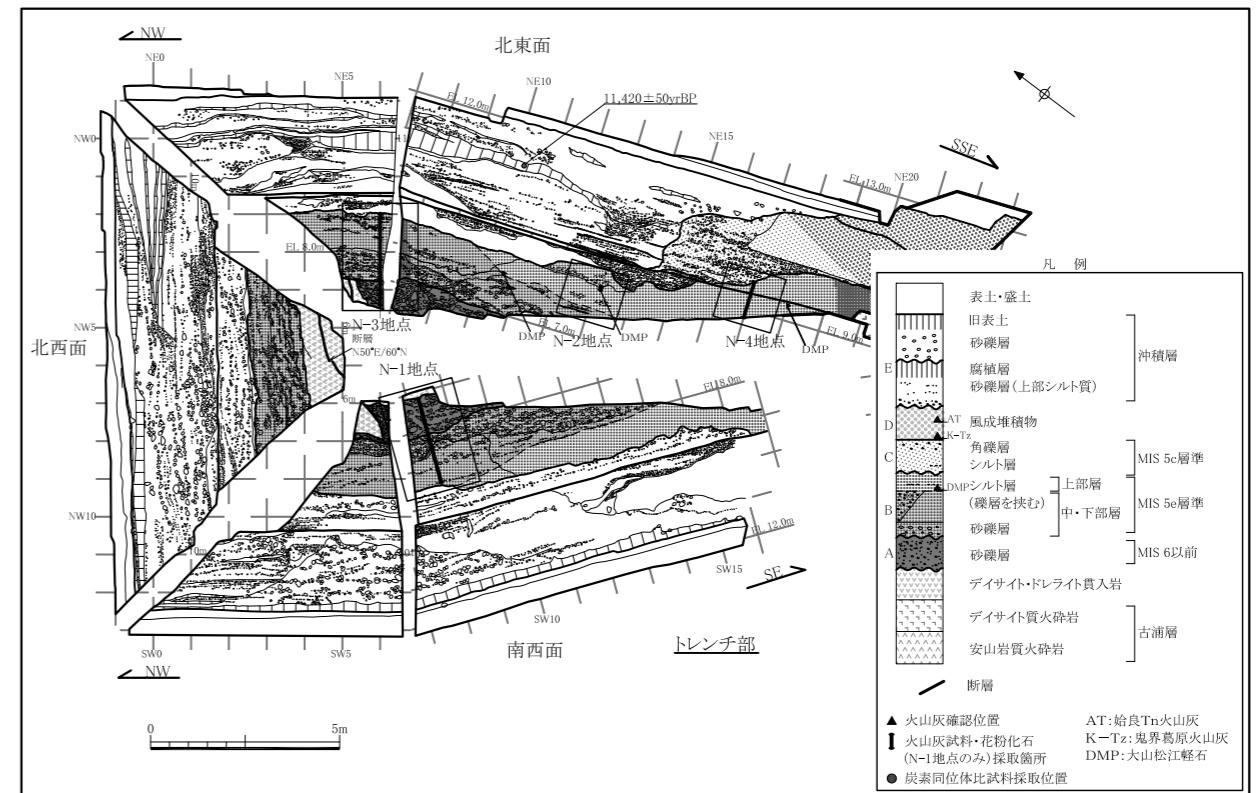 NW
北東面
NE0
NE5
NE10
NE15
NE20
EL 12.0m
11,420±50yrBP
EL 13.0m
SSE
NW0
NW5
NW10
北西面
EL 8.0m
N-3地点
断層
N50°E/60°N
N-1地点
EL 7.0m
DMP
N-2地点
DMP
N-4地点
DMP
EL 9.0m
EL 8.0m
EL 12.0m
SW0
SW5
SW10
SW15
SE
NW
南西面
トレンチ部
0
5m
凡 例
表土・盛土
旧表土
砂礫層
沖積層
E
腐植層
砂礫層(上部シルト質)
D
AT
風成堆積物
K-Tz
C
角礫層
シルト層
MIS 5c層準
DMP
シルト層
(礫層を挟む)
上部層
B
中・下部層
MIS 5e層準
砂礫層
A
砂礫層
MIS 6以前
デイサイト・ドレライト貫入岩
デイサイト質火砕岩
古浦層
安山岩質火砕岩
断層
火山灰確認位置
火山灰試料・花粉化石
(N-1地点のみ)採取箇所
炭素同位体比試料採取位置
AT:姶良Tn火山灰
K-Tz:鬼界葛原火山灰
DMP:大山松江軽石